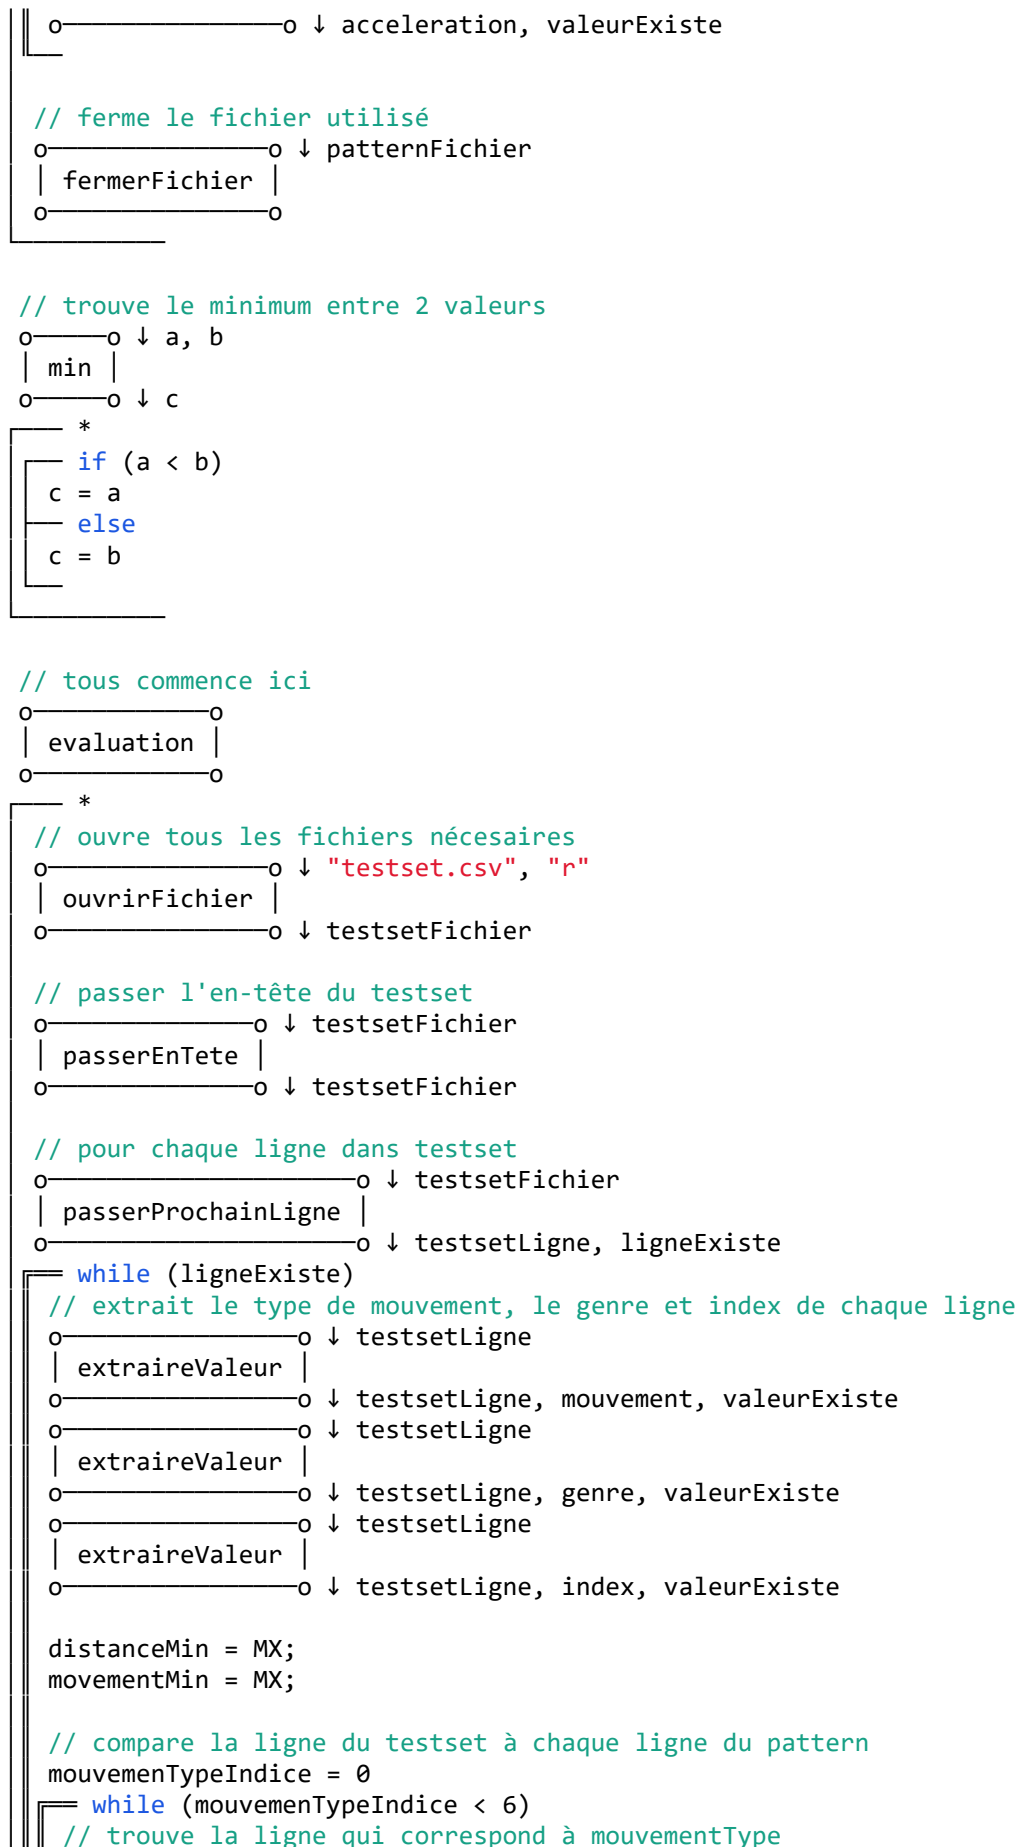 o───────────────o ↓ acceleration, valeurExiste
// ferme le fichier utilisé
o───────────────o ↓ patternFichier
│ fermerFichier │
o───────────────o
// trouve le minimum entre 2 valeurs
o─────o ↓ a, b
│ min │
o─────o ↓ c
┌─── *
┌── if (a < b)
c = a
├── else
c = b
└──
// tous commence ici
o────────────o
│ evaluation │
o────────────o
┌─── *
// ouvre tous les fichiers nécesaires
o───────────────o ↓ "testset.csv", "r"
│ ouvrirFichier │
o───────────────o ↓ testsetFichier
// passer l'en-tête du testset
o──────────────o ↓ testsetFichier
│ passerEnTete │
o──────────────o ↓ testsetFichier
// pour chaque ligne dans testset
o─────────────────────o ↓ testsetFichier
│ passerProchainLigne │
o─────────────────────o ↓ testsetLigne, ligneExiste
╔══ while (ligneExiste)
// extrait le type de mouvement, le genre et index de chaque ligne
o────────────────o ↓ testsetLigne
│ extraireValeur │
o────────────────o ↓ testsetLigne, mouvement, valeurExiste
o────────────────o ↓ testsetLigne
│ extraireValeur │
o────────────────o ↓ testsetLigne, genre, valeurExiste
o────────────────o ↓ testsetLigne
│ extraireValeur │
o────────────────o ↓ testsetLigne, index, valeurExiste
distanceMin = MX;
movementMin = MX;
// compare la ligne du testset à chaque ligne du pattern
mouvemenTypeIndice = 0
╔══ while (mouvemenTypeIndice < 6)
// trouve la ligne qui correspond à mouvementType